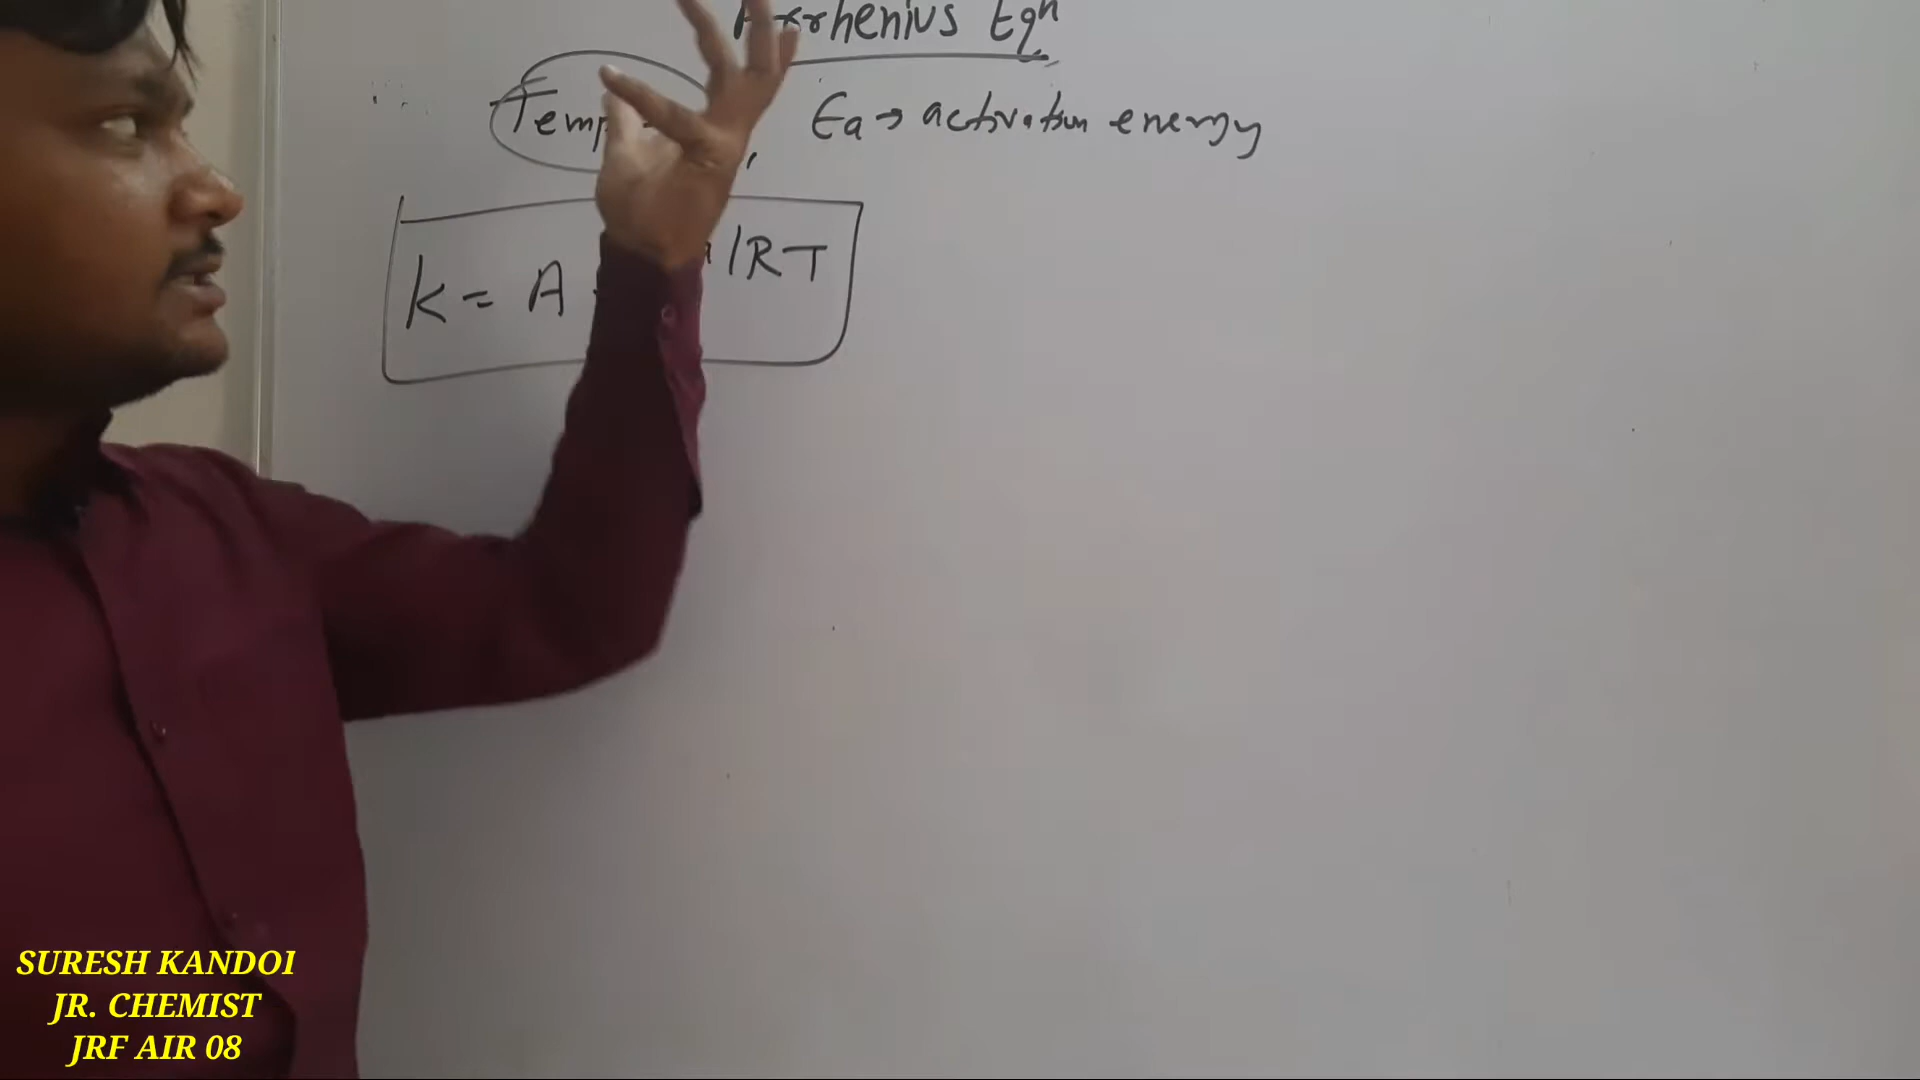 Arrhenius Eqn
Temp Ea → activation energy
k = A /RT
SURESH KANDOI
JR. CHEMIST
JRF AIR 08